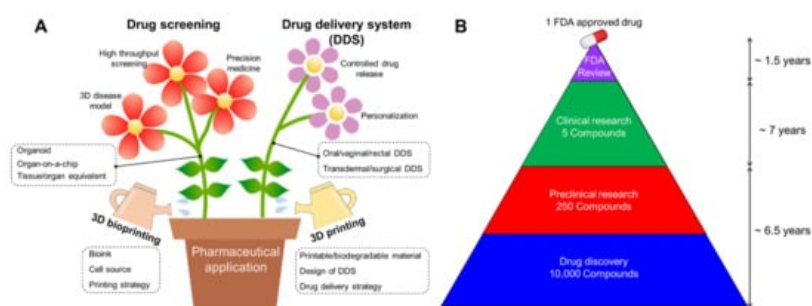 A
Drug screening
Drug delivery system
(DDS)
High throughput
screening
Precision
medicine
3D disease
model
Controlled drug
release
Personalization
Organoid
Organ-on-a-chip
Tissue/organ equivalent
Oral/vaginal/rectal DDS
Transdermal/surgical DDS
3D bioprinting
3D printing
Bioink
Cell source
Printing strategy
Pharmaceutical
application
Printable/biodegradable material
Design of DDS
Drug delivery strategy
B
1 FDA approved drug
FDA
Review
~ 1.5 years
Clinical research
5 Compounds
~ 7 years
Preclinical research
250 Compounds
~ 6.5 years
Drug discovery
10,000 Compounds